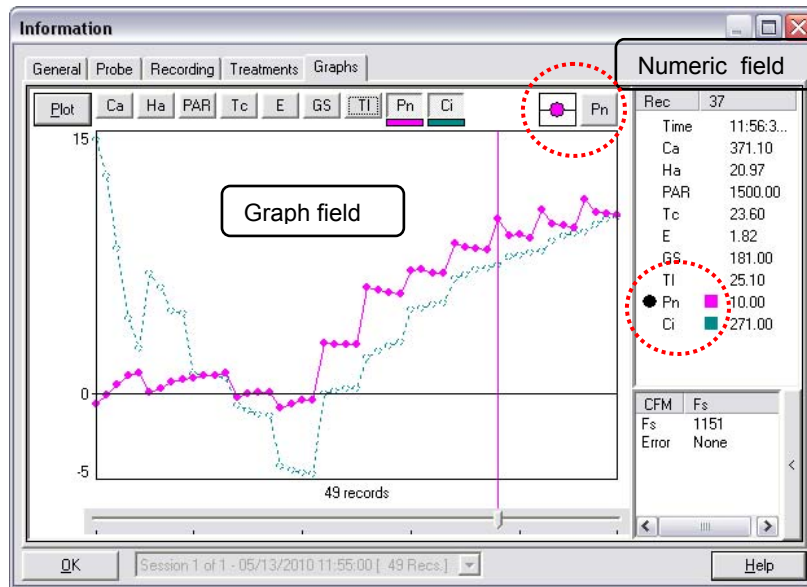 Information
General Probe Recording Treatments Graphs
Numeric field
Plot Ca Ha PAR Tc E GS TI Pn Ci Pn
Rec 37
Time 11:56:3...
Ca 371.10
Ha 20.97
PAR 1500.00
Tc 23.60
E 1.82
GS 181.00
TI 25.10
Pn 10.00
Ci 271.00
15
Graph field
0
-5
49 records
CFM Fs
Fs 1151
Error None
<
OK Session 1 of 1 - 05/13/2010 11:55:00 [ 49 Recs.] Help